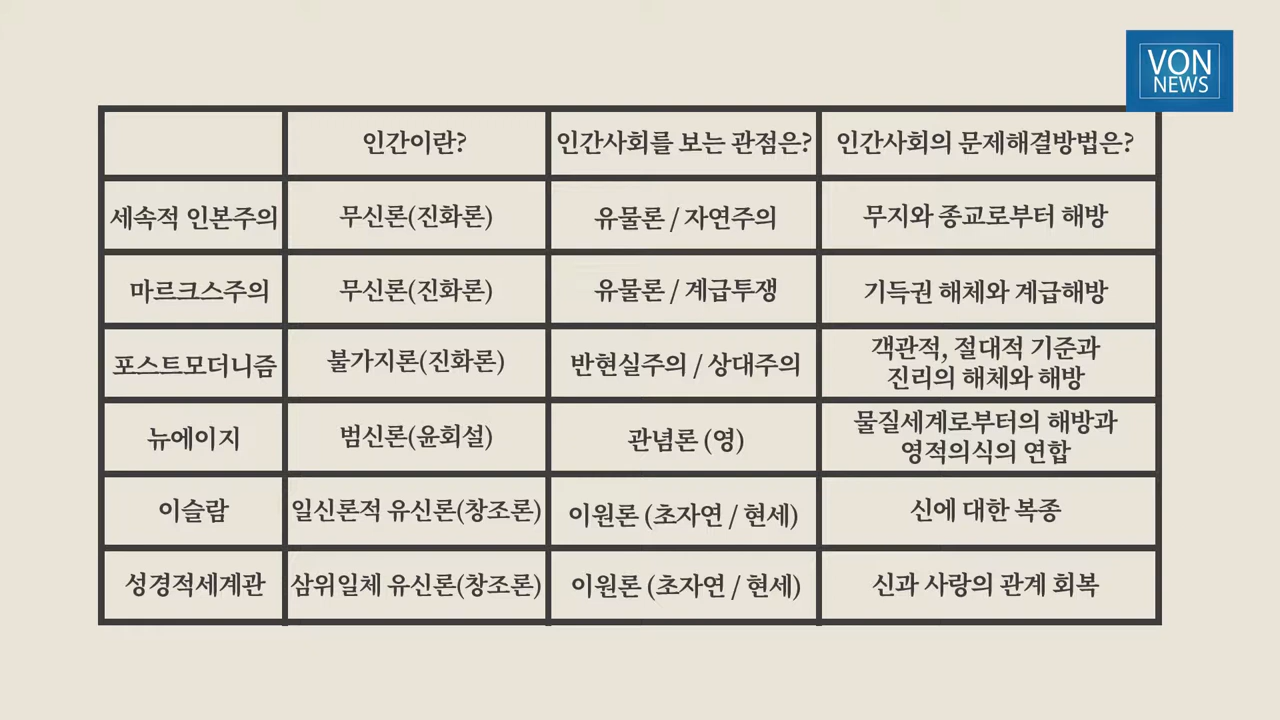 VON
NEWS
인간이란?
인간사회를 보는 관점은?
인간사회의 문제해결방법은?
세속적 인본주의
무신론(진화론)
유물론 / 자연주의
무지와 종교로부터 해방
마르크스주의
무신론(진화론)
유물론 / 계급투쟁
기득권 해체와 계급해방
포스트모더니즘
불가지론(진화론)
반현실주의 / 상대주의
객관적, 절대적 기준과
진리의 해체와 해방
뉴에이지
범신론(윤회설)
관념론 (영)
물질세계로부터의 해방과
영적의식의 연합
이슬람
일신론적 유신론(창조론)
이원론 (초자연 / 현세)
신에 대한 복종
성경적세계관
삼위일체 유신론(창조론)
이원론 (초자연 / 현세)
신과 사랑의 관계 회복